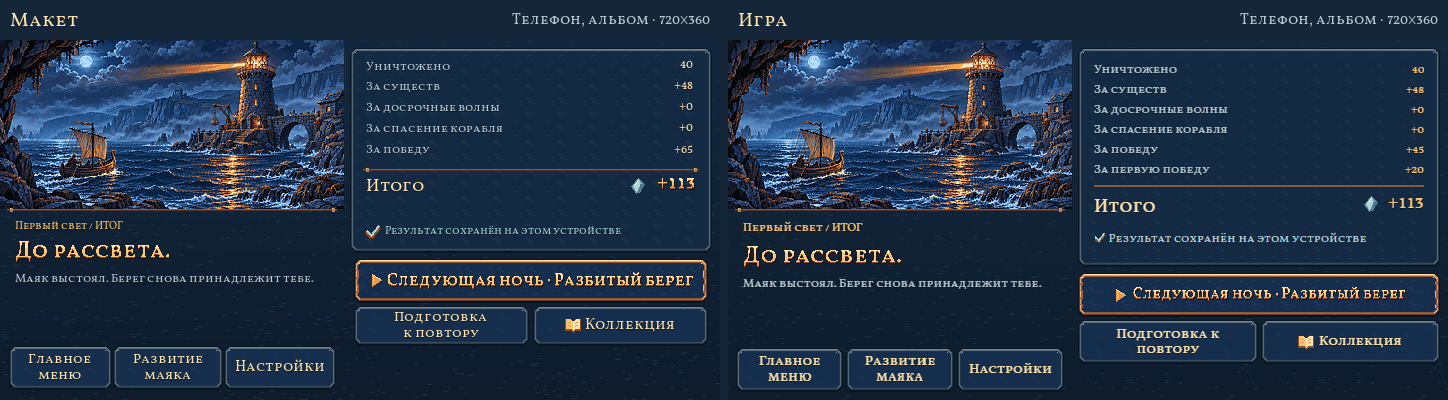 Макет
Телефон, альбом · 720×360
Уничтожено 40
За существ +48
За досрочные волны +0
За спасение корабля +0
За победу +65
Итого +113
Результат сохранён на этом устройстве
Первый свет / ИТОГ
До рассвета.
Маяк выстоял. Берег снова принадлежит тебе.
Следующая ночь · Разбитый берег
Подготовка
к повтору
Коллекция
Главное
меню
Развитие
маяка
Настройки
Игра
Телефон, альбом · 720×360
Уничтожено 40
За существ +48
За досрочные волны +0
За спасение корабля +0
За победу +45
За первую победу +20
Итого +113
Результат сохранён на этом устройстве
Первый свет / ИТОГ
До рассвета.
Маяк выстоял. Берег снова принадлежит тебе.
Следующая ночь · Разбитый берег
Подготовка к
повтору
Коллекция
Главное
меню
Развитие
маяка
Настройки